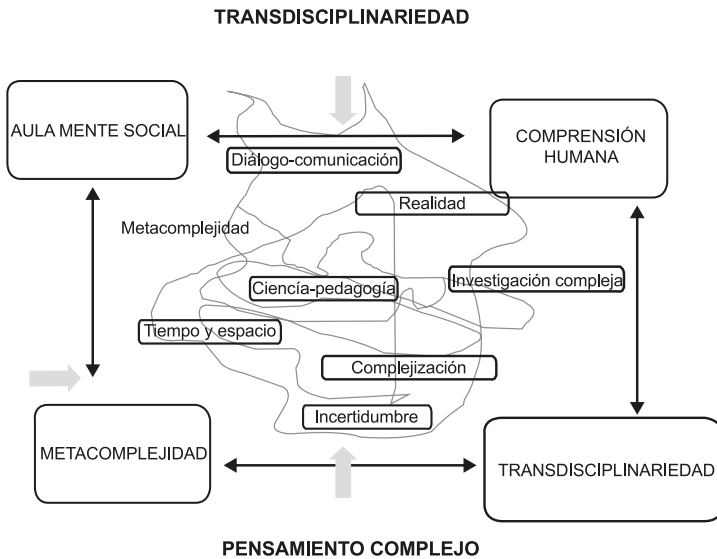 TRANSDISCIPLINARIEDAD
AULA MENTE SOCIAL
COMPRENSIÓN
HUMANA
Diálogo-comunicación
Realidad
Metacomplejidad
Investigación compleja
Ciencía-pedagogía
Tiempo y espacio
Complejización
Incertidumbre
METACOMPLEJIDAD
TRANSDISCIPLINARIEDAD
PENSAMIENTO COMPLEJO